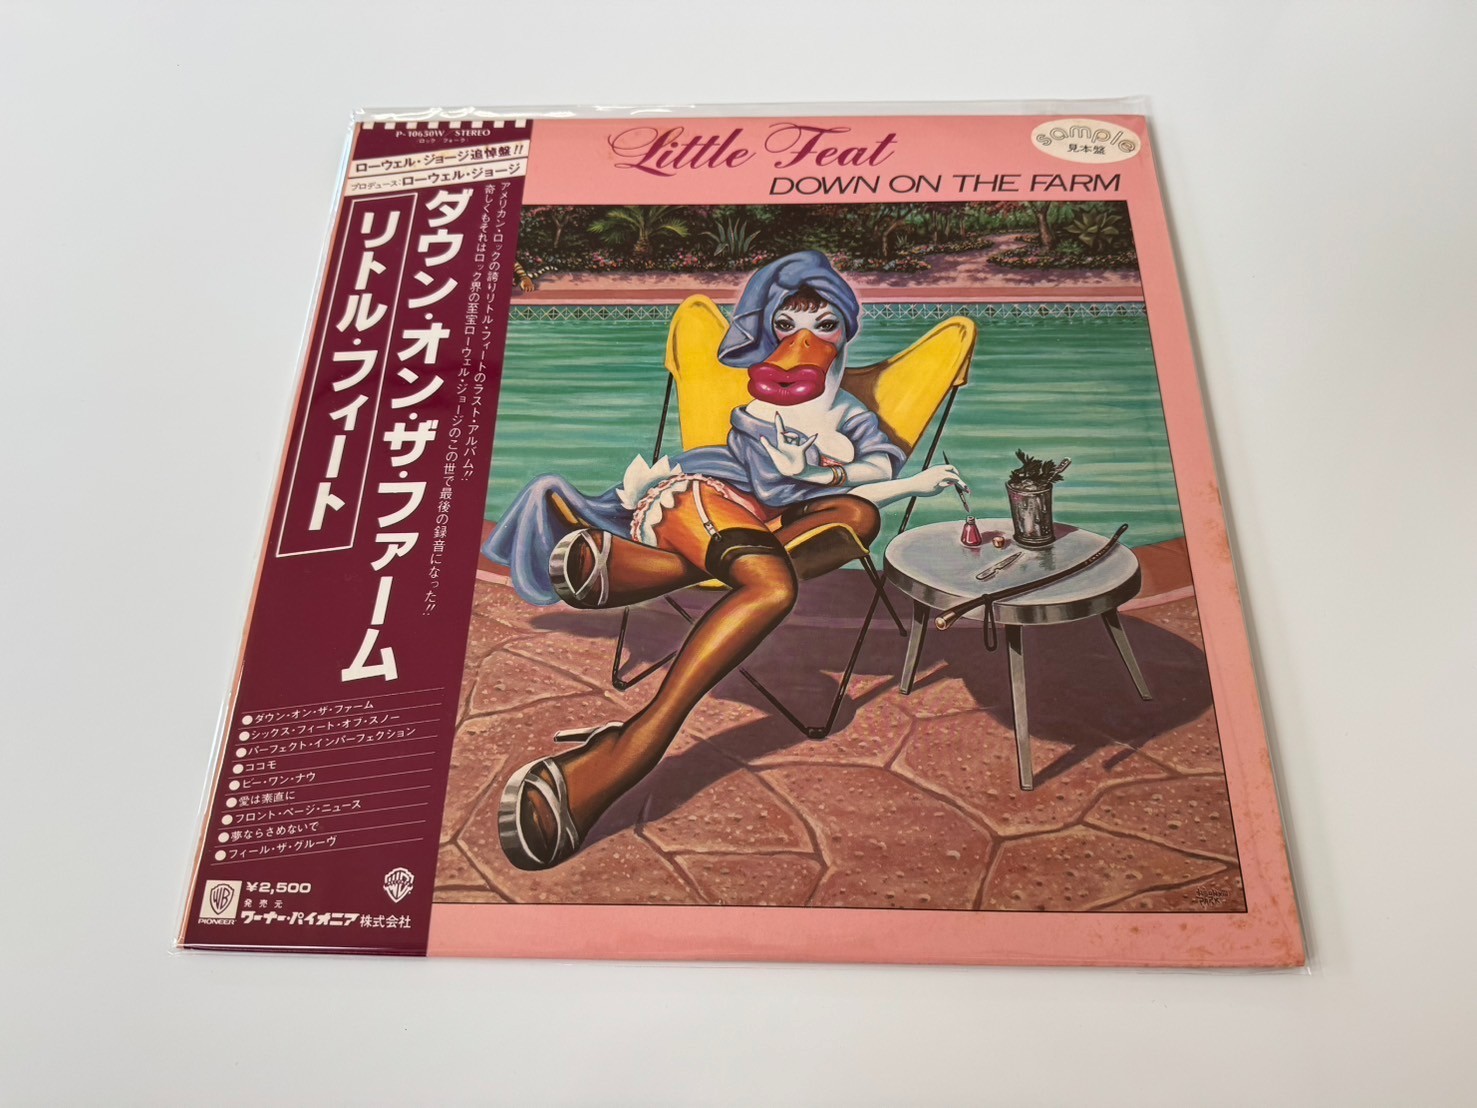 P-10630W/STEREO
ロック/フォーク
ローウェル・ジョージ追悼盤!!
プロデュース:ローウェル・ジョージ
ダウン・オン・ザ・ファーム
リトル・フィート
アメリカン・ロックの誇りリトル・フィートのラスト・アルバム!!
奇しくもそれはロック界の至宝ローウェル・ジョージのこの世で最後の録音になった!!
●ダウン・オン・ザ・ファーム
●シックス・フィート・オブ・スノー
●パーフェクト・インパーフェクション
●ココモ
●ビー・ワン・ナウ
●愛は素直に
●フロント・ページ・ニュース
●夢ならさめないで
●フィール・ザ・グルーヴ
WB
PIONEER
¥2,500
発売元
ワーナー・パイオニア株式会社
Little Feat
DOWN ON THE FARM
sample
見本盤